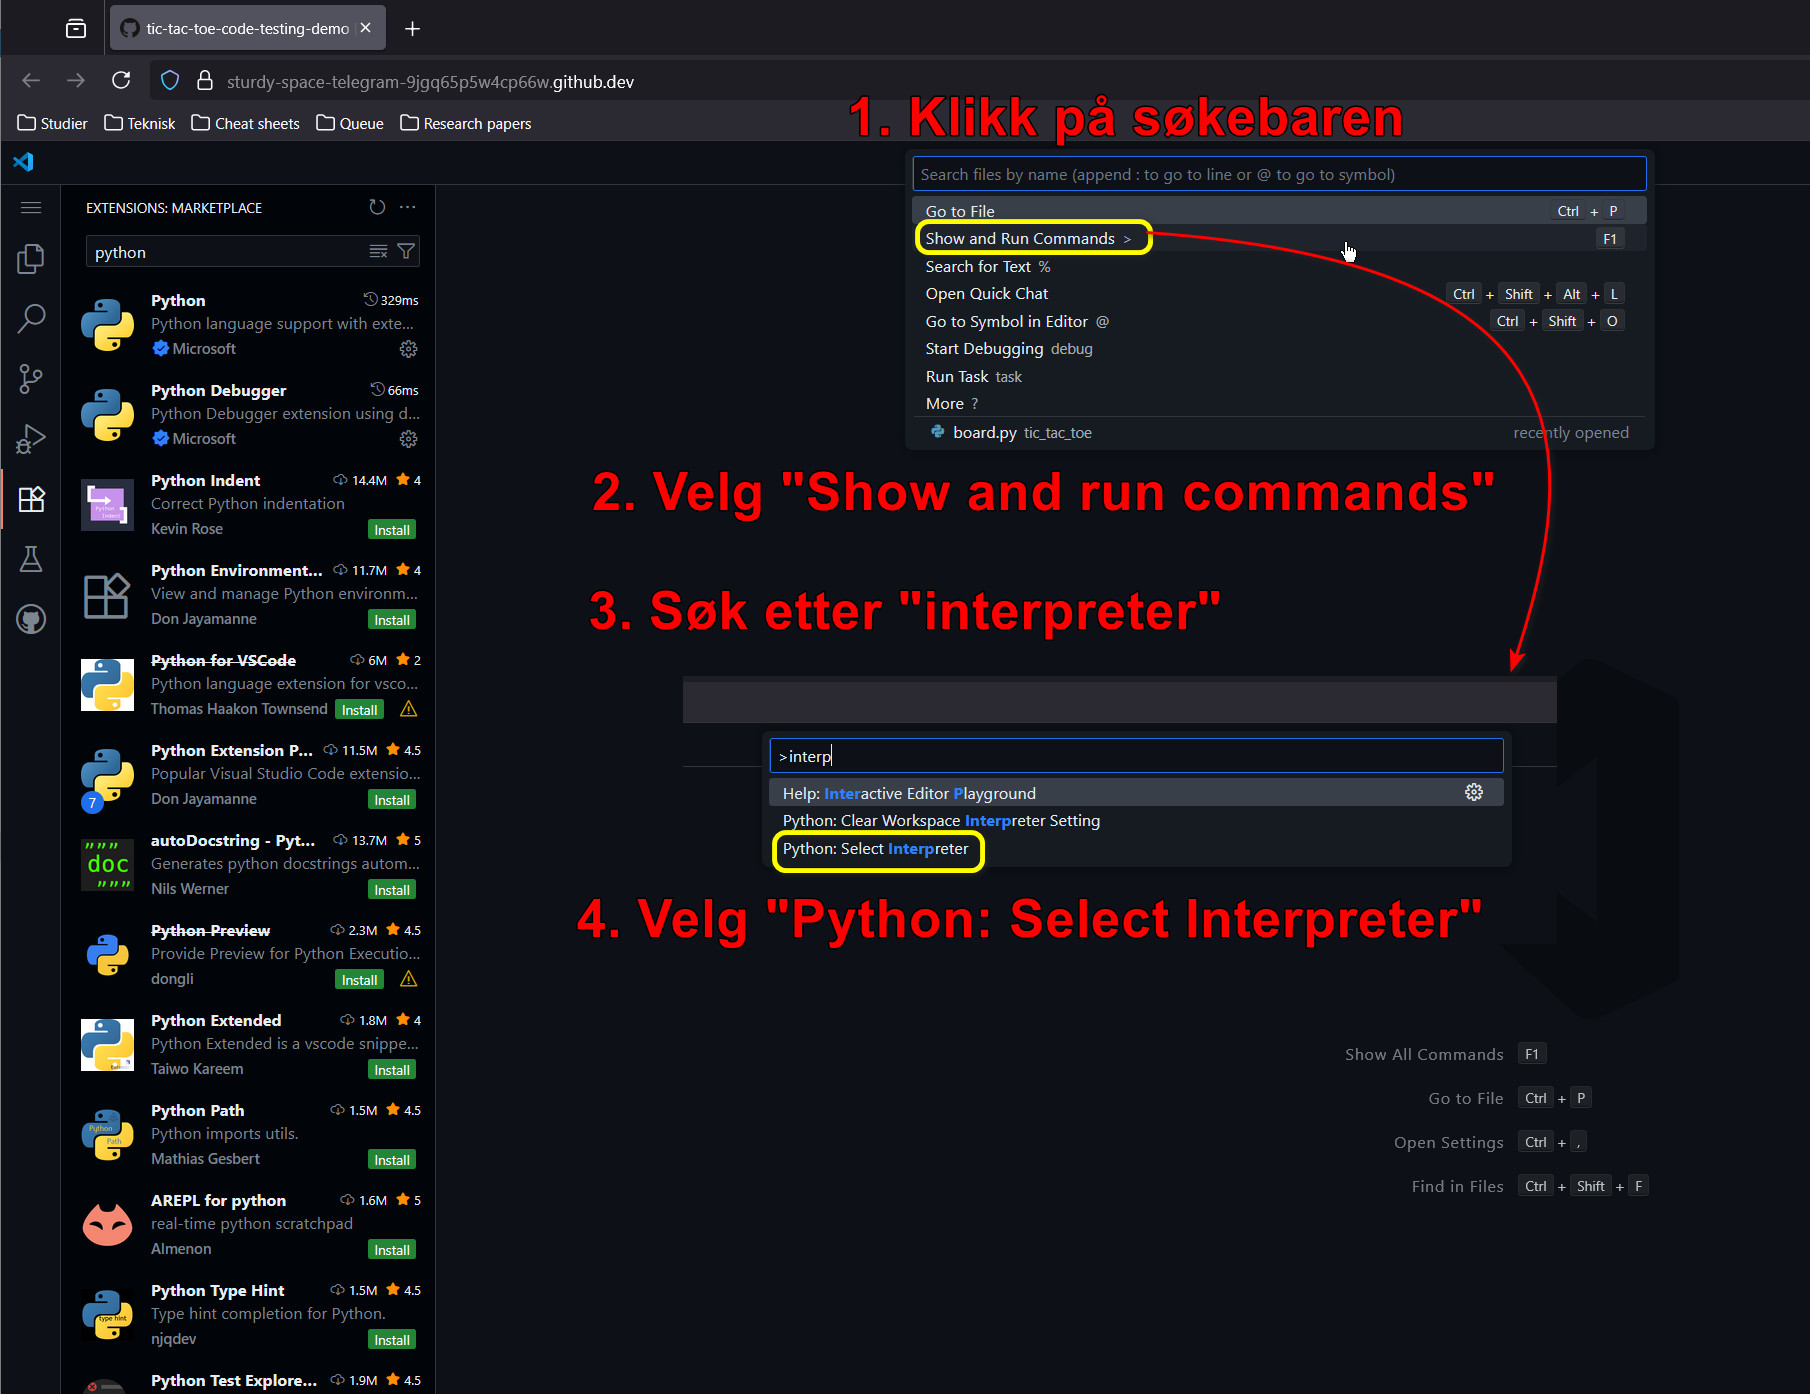 tic-tac-toe-code-testing-demo
sturdy-space-telegram-9jgq65p5w4cp66w.github.dev
Studier Teknisk Cheat sheets Queue Research papers
1. Klikk på søkebaren
Search files by name (append : to go to line or @ to go to symbol)
Go to File Ctrl + P
Show and Run Commands > F1
Search for Text %
Open Quick Chat Ctrl + Shift + Alt + L
Go to Symbol in Editor @ Ctrl + Shift + O
Start Debugging debug
Run Task task
More ?
board.py tic_tac_toe recently opened
2. Velg "Show and run commands"
3. Søk etter "interpreter"
>interp
Help: Interactive Editor Playground
Python: Clear Workspace Interpreter Setting
Python: Select Interpreter
4. Velg "Python: Select Interpreter"
Show All Commands F1
Go to File Ctrl + P
Open Settings Ctrl + ,
Find in Files Ctrl + Shift + F
EXTENSIONS: MARKETPLACE
python
Python 329ms
Python language support with exte...
Microsoft
Python Debugger 66ms
Python Debugger extension using d...
Microsoft
Python Indent 14.4M 4
Correct Python indentation
Kevin Rose Install
Python Environment... 11.7M 4
View and manage Python environm...
Don Jayamanne Install
Python for VSCode 6M 2
Python language extension for vsco...
Thomas Haakon Townsend Install
Python Extension P... 11.5M 4.5
Popular Visual Studio Code extensio...
7
Don Jayamanne Install
autoDocstring - Pyt... 13.7M 5
""" doc """
Generates python docstrings autom...
Nils Werner Install
Python Preview 2.3M 4.5
Provide Preview for Python Executio...
dongli Install
Python Extended 1.8M 4
Python Extended is a vscode snippe...
Taiwo Kareem Install
Python Path 1.5M 4.5
Python
Path
Python imports utils.
Mathias Gesbert Install
AREPL for python 1.6M 5
real-time python scratchpad
Almenon Install
Python Type Hint 1.5M 4.5
type hint
Type hint completion for Python.
njqdev Install
Python Test Explore... 1.9M 4.5